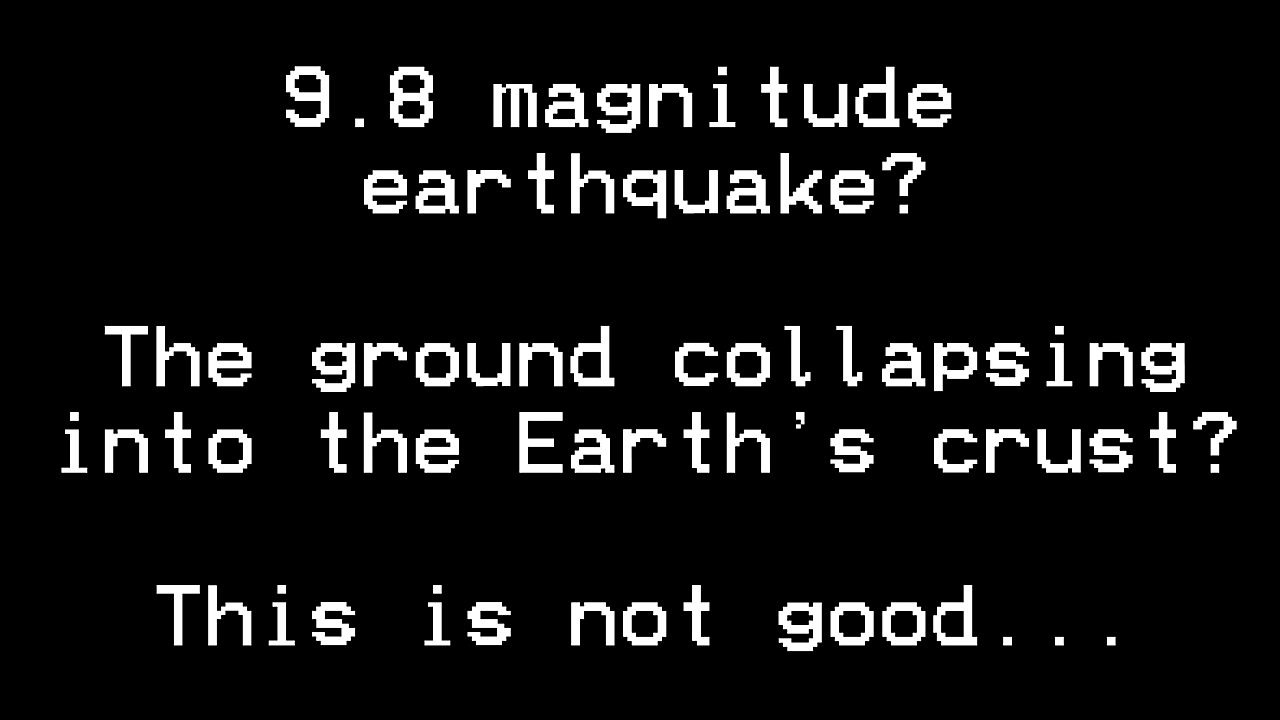 9.8 magnitude
earthquake?
The ground collapsing
into the Earth's crust?
This is not good...